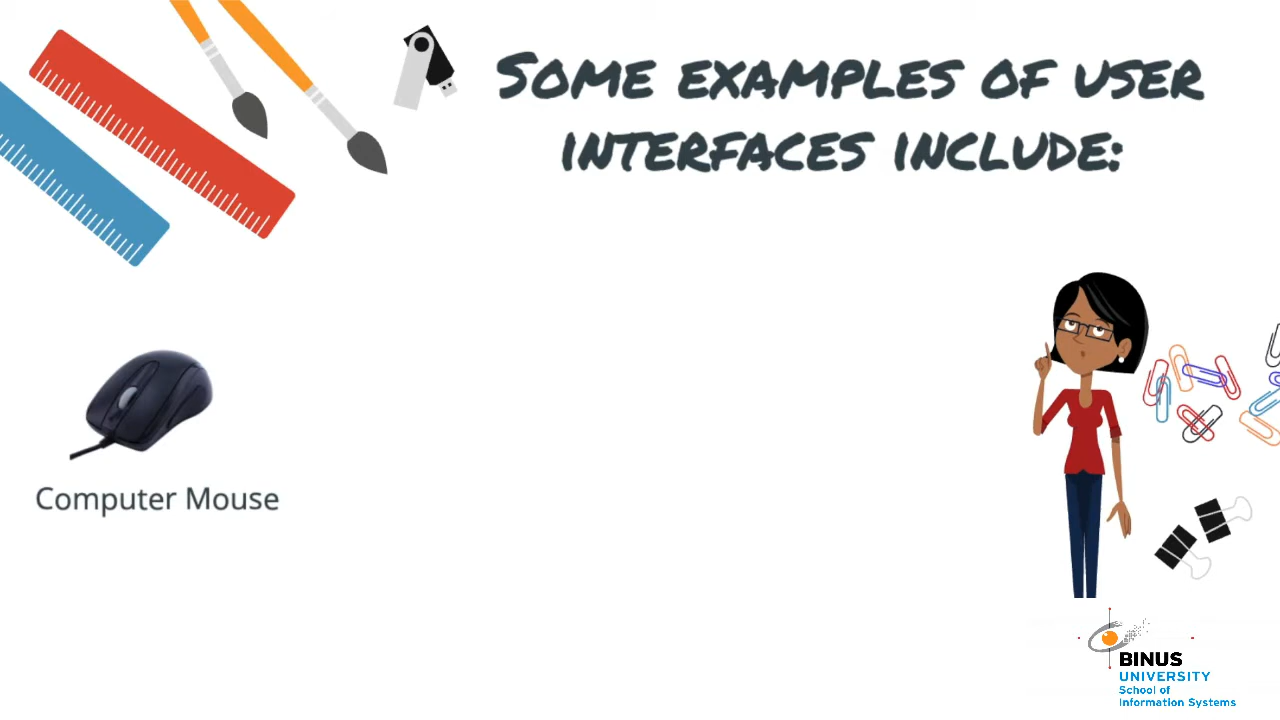 SOME EXAMPLES OF USER
INTERFACES INCLUDE:
Computer Mouse
BINUS
UNIVERSITY
School of
Information Systems